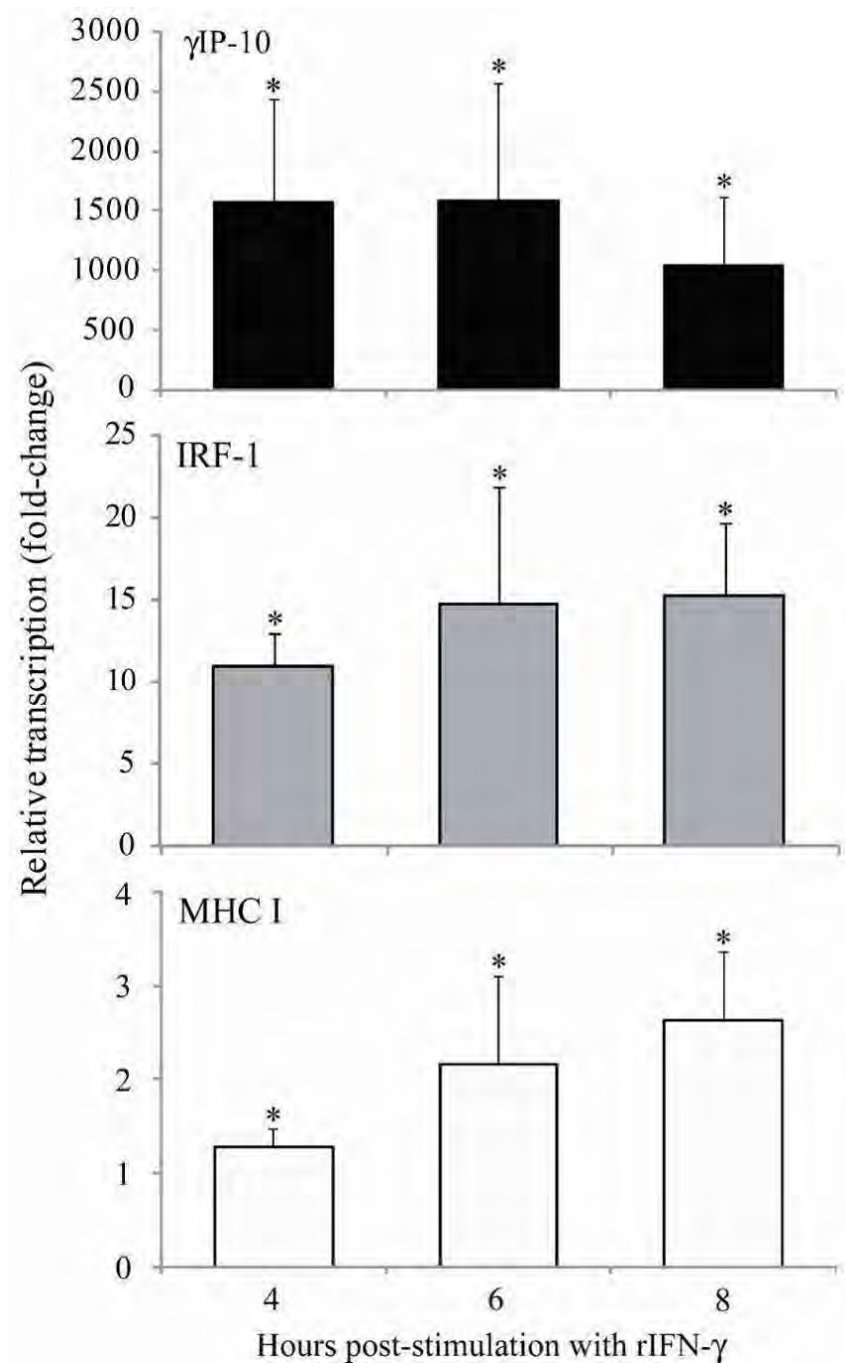 Relative transcription (fold-change)
γIP-10
3000
2500
2000
1500
1000
500
0
* * *
IRF-1
25
20
15
10
5
0
* * *
MHC I
4
3
2
1
0
* * *
4 6 8
Hours post-stimulation with rIFN-γ